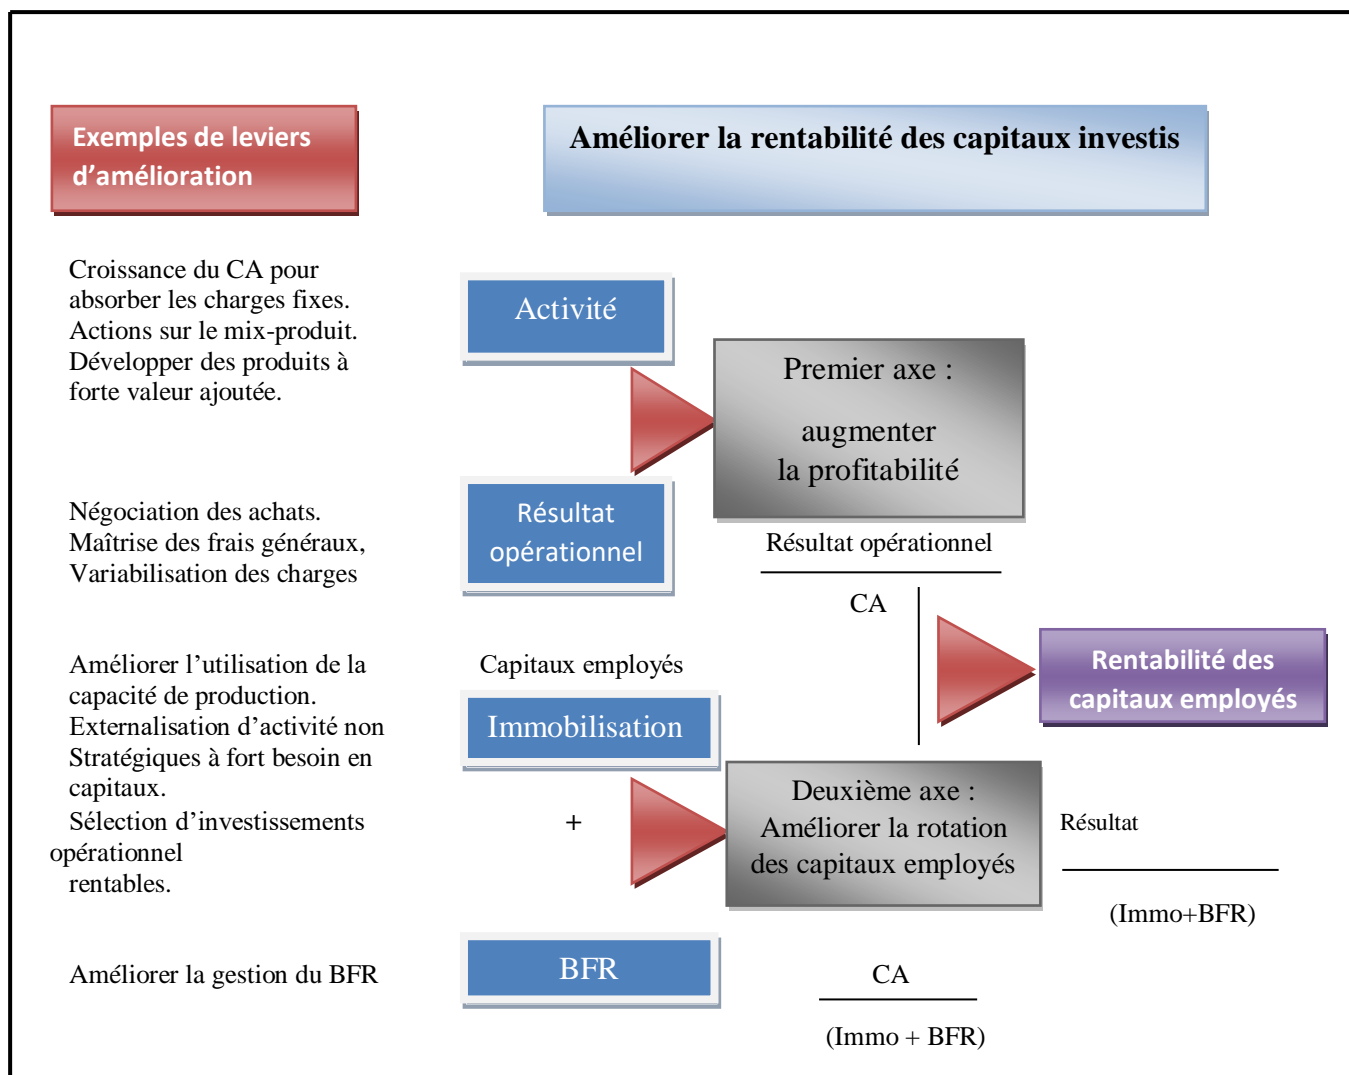 Exemples de leviers
d’amélioration
Améliorer la rentabilité des capitaux investis
Croissance du CA pour
absorber les charges fixes.
Actions sur le mix-produit.
Développer des produits à
forte valeur ajoutée.
Activité
Premier axe :
augmenter
la profitabilité
Négociation des achats.
Maîtrise des frais généraux,
Variabilisation des charges
Résultat
opérationnel
Résultat opérationnel
CA
Améliorer l’utilisation de la
capacité de production.
Externalisation d’activité non
Stratégiques à fort besoin en
capitaux.
Sélection d’investissements
opérationnel
rentables.
Capitaux employés
Immobilisation
+
Rentabilité des
capitaux employés
Deuxième axe :
Améliorer la rotation
des capitaux employés
Résultat
(Immo+BFR)
Améliorer la gestion du BFR
BFR
CA
(Immo + BFR)